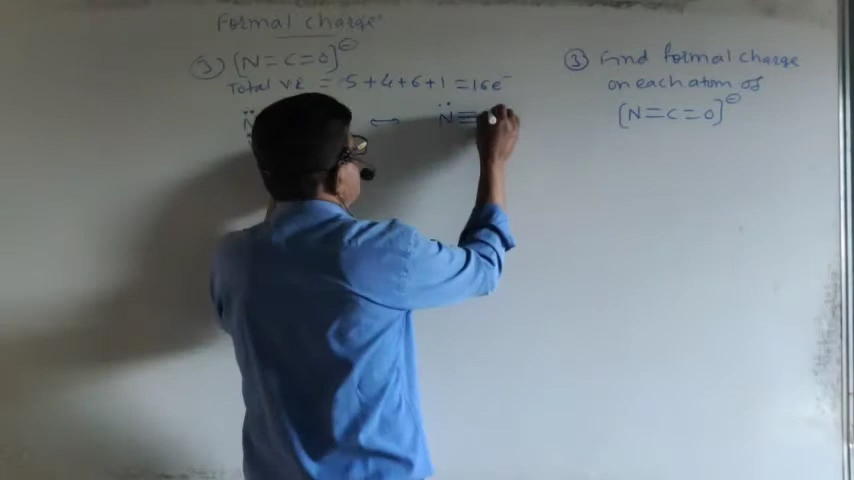 Formal charge
③ [N=C=O]⊖
Total VE = 5+4+6+1 = 16e⁻
N̈ ⟷ N̈≡
③ Find formal charge
on each atom of
[N=C=O]⊖